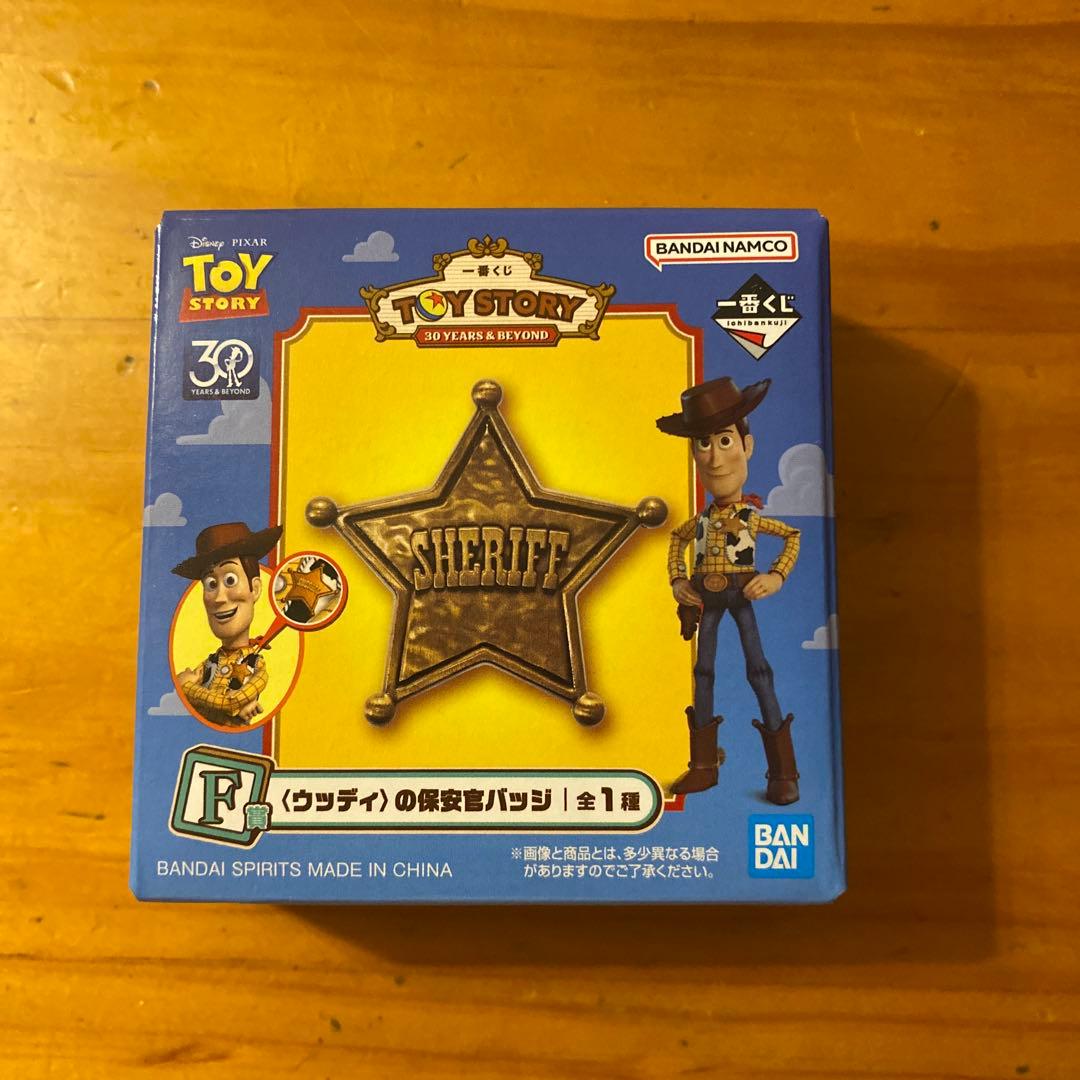 Disney PIXAR
TOY
STORY
30
YEARS & BEYOND
一番くじ
TOY STORY
30 YEARS & BEYOND
BANDAI NAMCO
一番くじ
ichibankuji
SHERIFF
F賞
〈ウッディ〉の保安官バッジ｜全1種
BANDAI SPIRITS MADE IN CHINA
※画像と商品とは、多少異なる場合
がありますのでご了承ください。
BAN
DAI